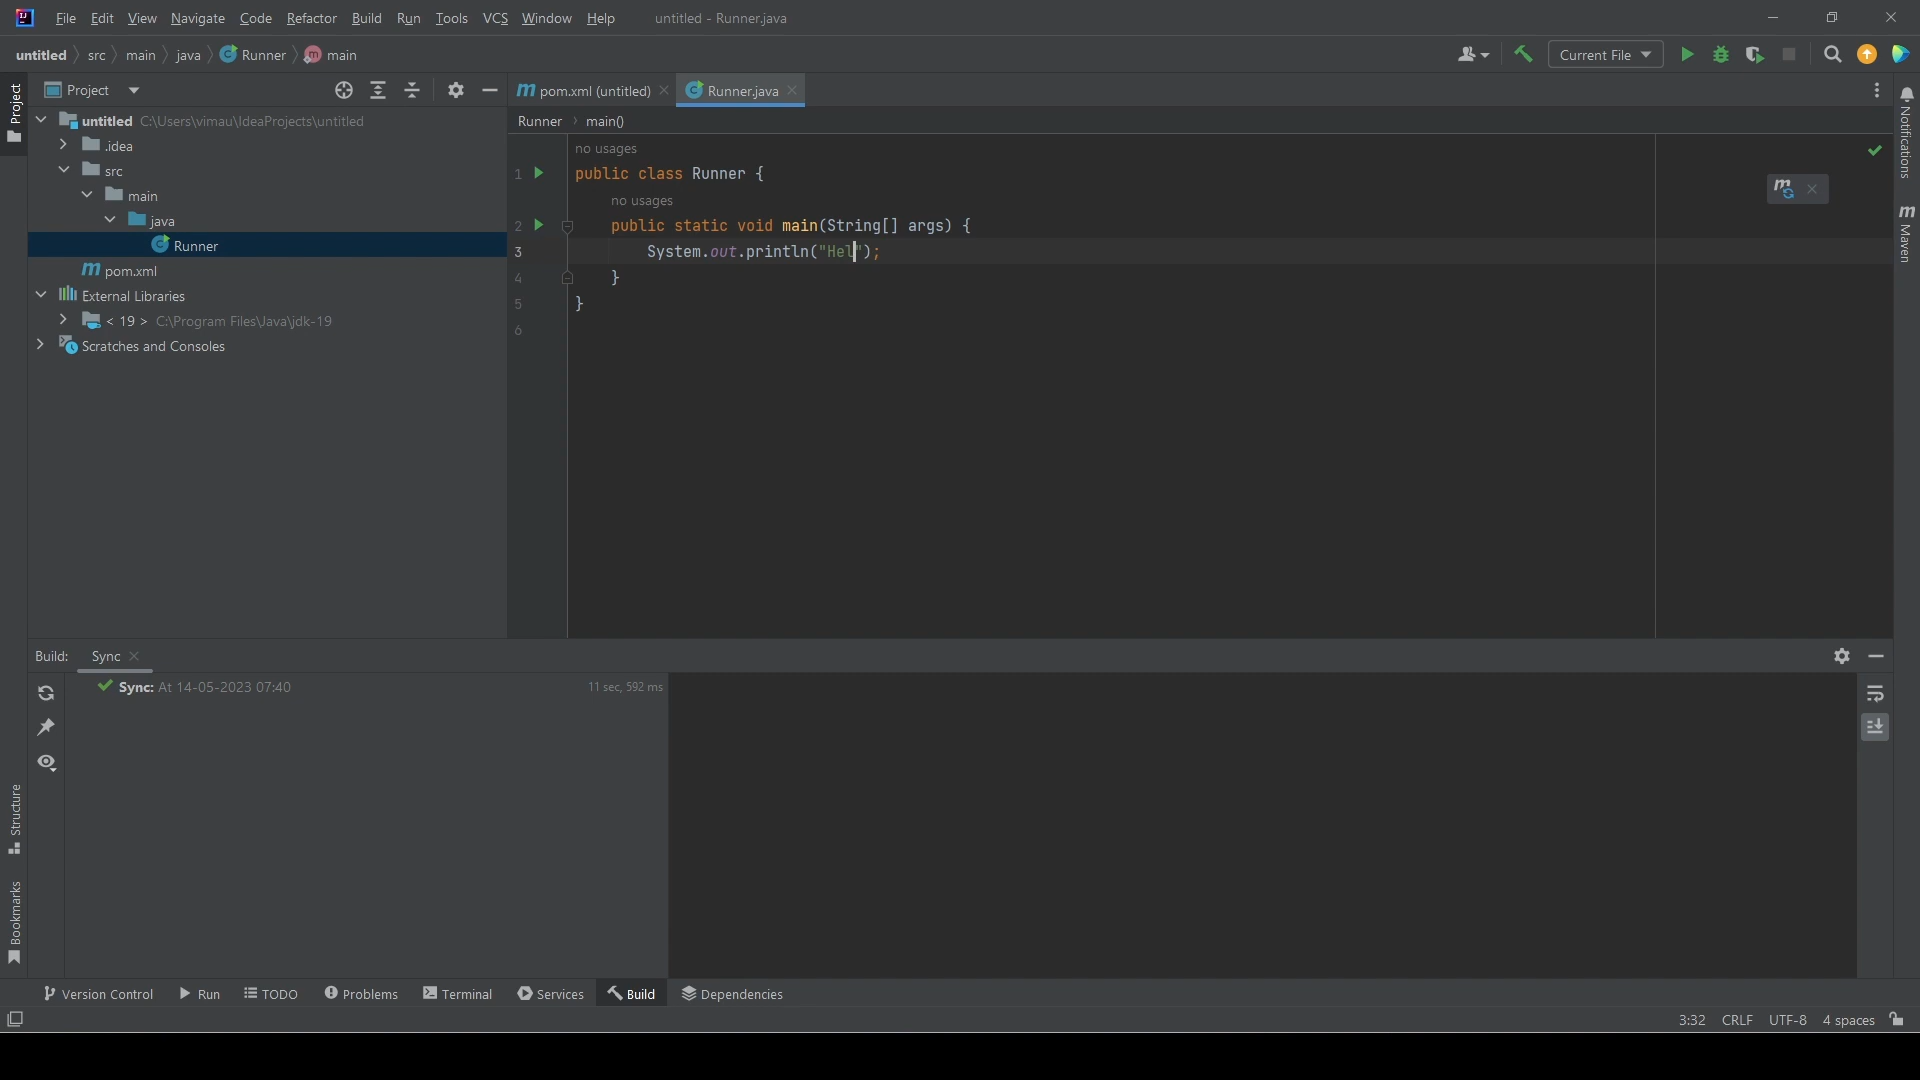 File Edit View Navigate Code Refactor Build Run Tools VCS Window Help untitled - Runner.java
untitled src main java Runner main Current File
Project pom.xml (untitled) Runner.java
Project
untitled C:\Users\vimau\IdeaProjects\untitled
Runner main()
.idea
src
main
java
Runner
pom.xml
External Libraries
< 19 > C:\Program Files\Java\jdk-19
Scratches and Consoles
no usages
1 public class Runner {
no usages
2 public static void main(String[] args) {
3 System.out.println("Hel");
4 }
5 }
6
Notifications
Maven
Build: Sync
Sync: At 14-05-2023 07:40 11 sec, 592 ms
Structure
Bookmarks
Version Control Run TODO Problems Terminal Services Build Dependencies
3:32 CRLF UTF-8 4 spaces